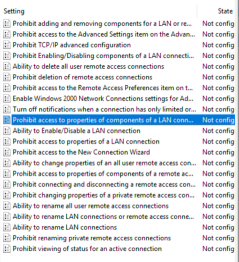 Setting State
Prohibit adding and removing components for a LAN or re... Not config
Prohibit access to the Advanced Settings item on the Advan... Not config
Prohibit TCP/IP advanced configuration Not config
Prohibit Enabling/Disabling components of a LAN connecti... Not config
Ability to delete all user remote access connections Not config
Prohibit deletion of remote access connections Not config
Prohibit access to the Remote Access Preferences item on t... Not config
Enable Windows 2000 Network Connections settings for Ad... Not config
Turn off notifications when a connection has only limited or... Not config
Prohibit access to properties of components of a LAN conn... Not config
Ability to Enable/Disable a LAN connection Not config
Prohibit access to properties of a LAN connection Not config
Prohibit access to the New Connection Wizard Not config
Ability to change properties of an all user remote access con... Not config
Prohibit access to properties of components of a remote ac... Not config
Prohibit connecting and disconnecting a remote access con... Not config
Prohibit changing properties of a private remote access con... Not config
Ability to rename all user remote access connections Not config
Ability to rename LAN connections or remote access conne... Not config
Ability to rename LAN connections Not config
Prohibit renaming private remote access connections Not config
Prohibit viewing of status for an active connection Not config